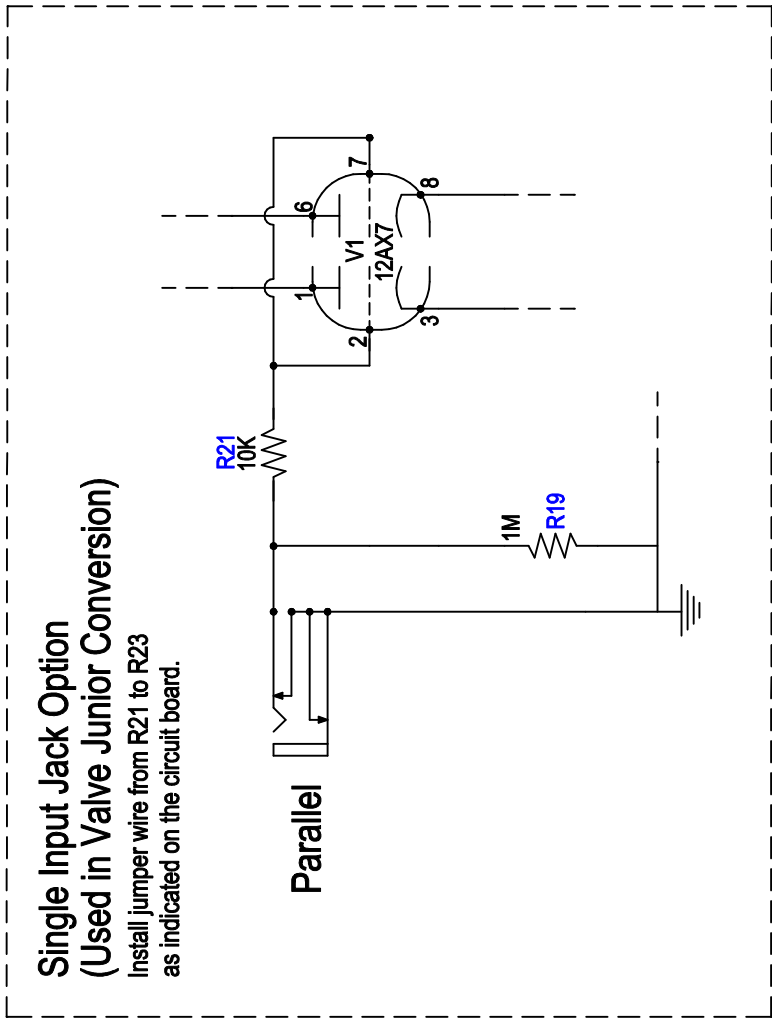 Single Input Jack Option
(Used in Valve Junior Conversion)
Install jumper wire from R21 to R23
as indicated on the circuit board.
Parallel
R21
10K
1M
R19
1
6
2
V1
7
12AX7
3
8